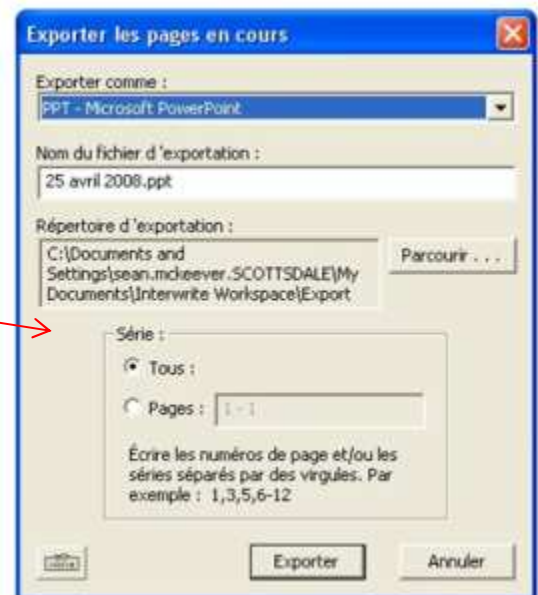 Exporter les pages en cours
Exporter comme :
PPT - Microsoft PowerPoint
Nom du fichier d'exportation :
25 avril 2008.ppt
Répertoire d'exportation :
C:\Documents and
Settings\sean.mckeever.SCOTTSDALE\My
Documents\Interwrite Workspace\Export
Parcourir . . .
Série :
Tous :
Pages : 1 - 1
Écrire les numéros de page et/ou les
séries séparés par des virgules. Par
exemple : 1,3,5,6-12
Exporter
Annuler